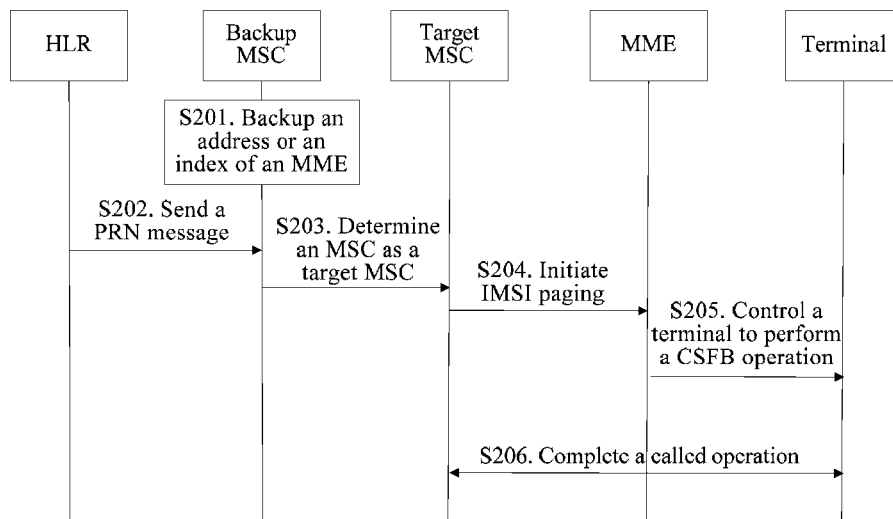 HLR
Backup
MSC
Target
MSC
MME
Terminal
S201. Backup an
address or an
index of an MME
S202. Send a
PRN message
S203. Determine
an MSC as a
target MSC
S204. Initiate
IMSI paging
S205. Control a
terminal to perform
a CSFB operation
S206. Complete a called operation